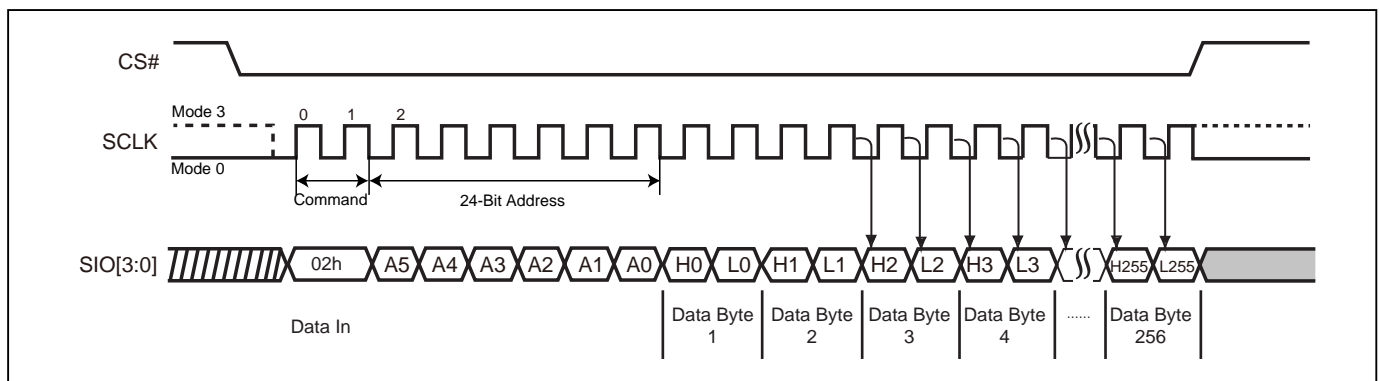 CS#
Mode 3
0 1 2
SCLK
Mode 0
Command
24-Bit Address
SIO[3:0]
02h A5 A4 A3 A2 A1 A0 H0 L0 H1 L1 H2 L2 H3 L3 H255 L255
Data In
Data Byte 1
Data Byte 2
Data Byte 3
Data Byte 4
......
Data Byte 256